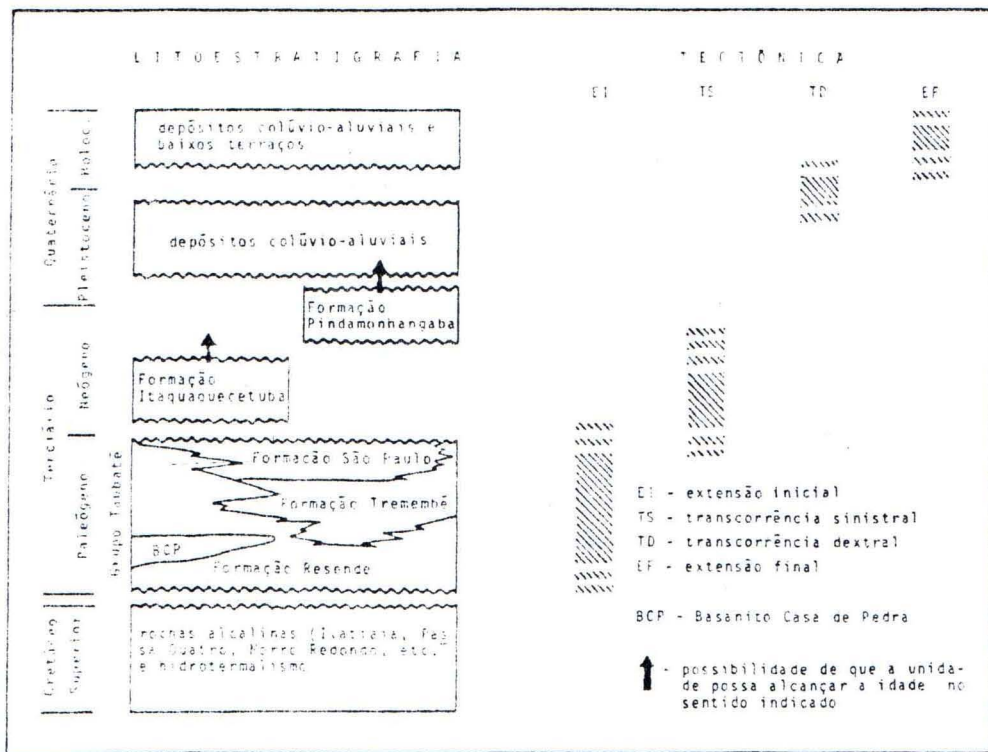 LITOESTRATIGRAFIA
TECTÔNICA
EI
TS
TD
EF
Quaternário
Holoc.
Pleistoceno
Terciário
Neógeno
Paleógeno
Cretáceo
Superior
Grupo Taubaté
depósitos colúvio-aluviais e
baixos terraços
depósitos colúvio-aluviais
Formação
Pindamonhangaba
Formação
Itaquaquecetuba
Formação São Paulo
Formação Tremembé
BCP
Formação Resende
rochas alcalinas (Itatiaia, Pas
sa Quatro, Morro Redondo, etc.
e hidrotermalismo
EI - extensão inicial
TS - transcorrência sinistral
TD - transcorrência dextral
EF - extensão final
BCP - Basanito Casa de Pedra
- possibilidade de que a unida-
de possa alcançar a idade no
sentido indicado